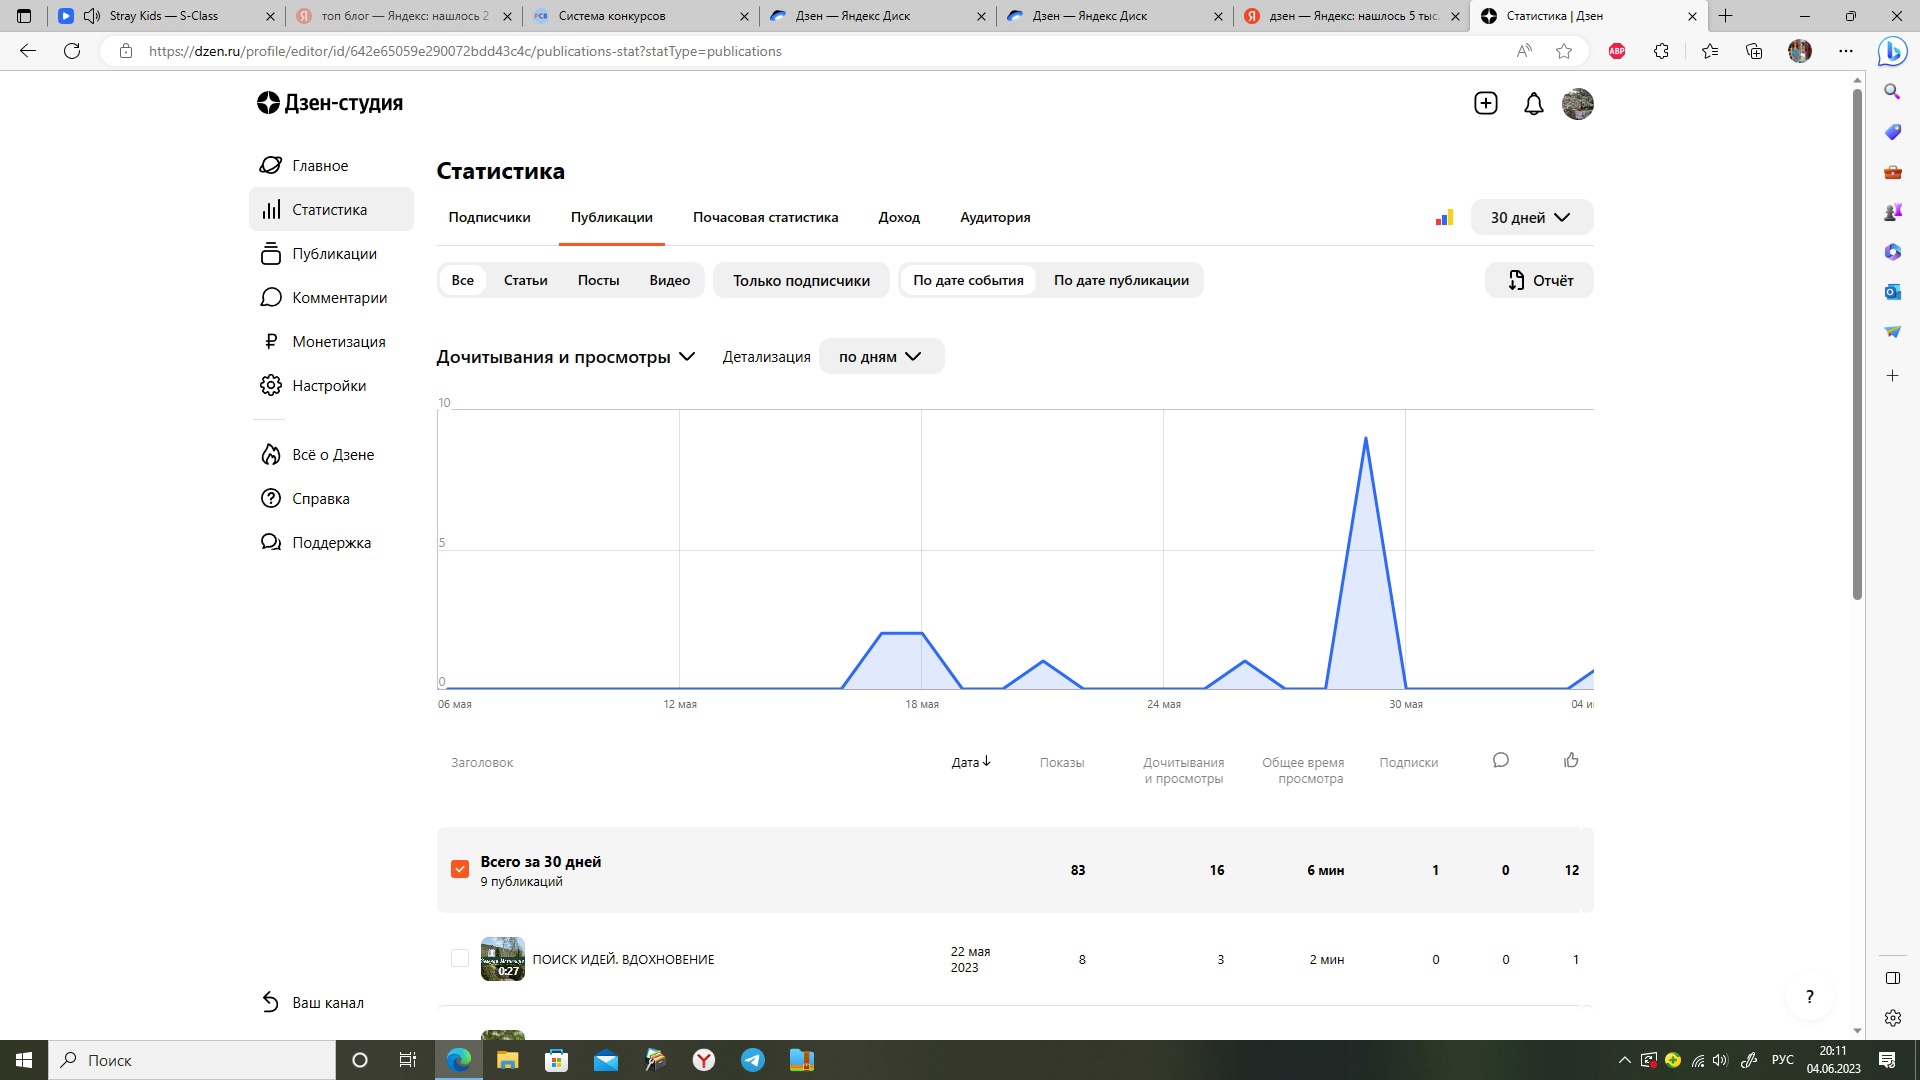 Stray Kids — S-Class
топ блог — Яндекс: нашлось 2
Система конкурсов
Дзен — Яндекс Диск
Дзен — Яндекс Диск
дзен — Яндекс: нашлось 5 тыс.
Статистика | Дзен
https://dzen.ru/profile/editor/id/642e65059e290072bdd43c4c/publications-stat?statType=publications
ABP
Дзен-студия
Главное
Статистика
Публикации
Комментарии
Монетизация
Настройки
Всё о Дзене
Справка
Поддержка
Ваш канал
Статистика
Подписчики
Публикации
Почасовая статистика
Доход
Аудитория
30 дней
Все
Статьи
Посты
Видео
Только подписчики
По дате события
По дате публикации
Отчёт
Дочитывания и просмотры
Детализация
по дням
10
5
0
06 мая
12 мая
18 мая
24 мая
30 мая
04 и
Заголовок
Дата
Показы
Дочитывания
и просмотры
Общее время
просмотра
Подписки
Всего за 30 дней
9 публикаций
83
16
6 мин
1
0
12
0:27
ПОИСК ИДЕЙ. ВДОХНОВЕНИЕ
22 мая
2023
8
3
2 мин
0
0
1
?
Поиск
РУС
20:11
04.06.2023